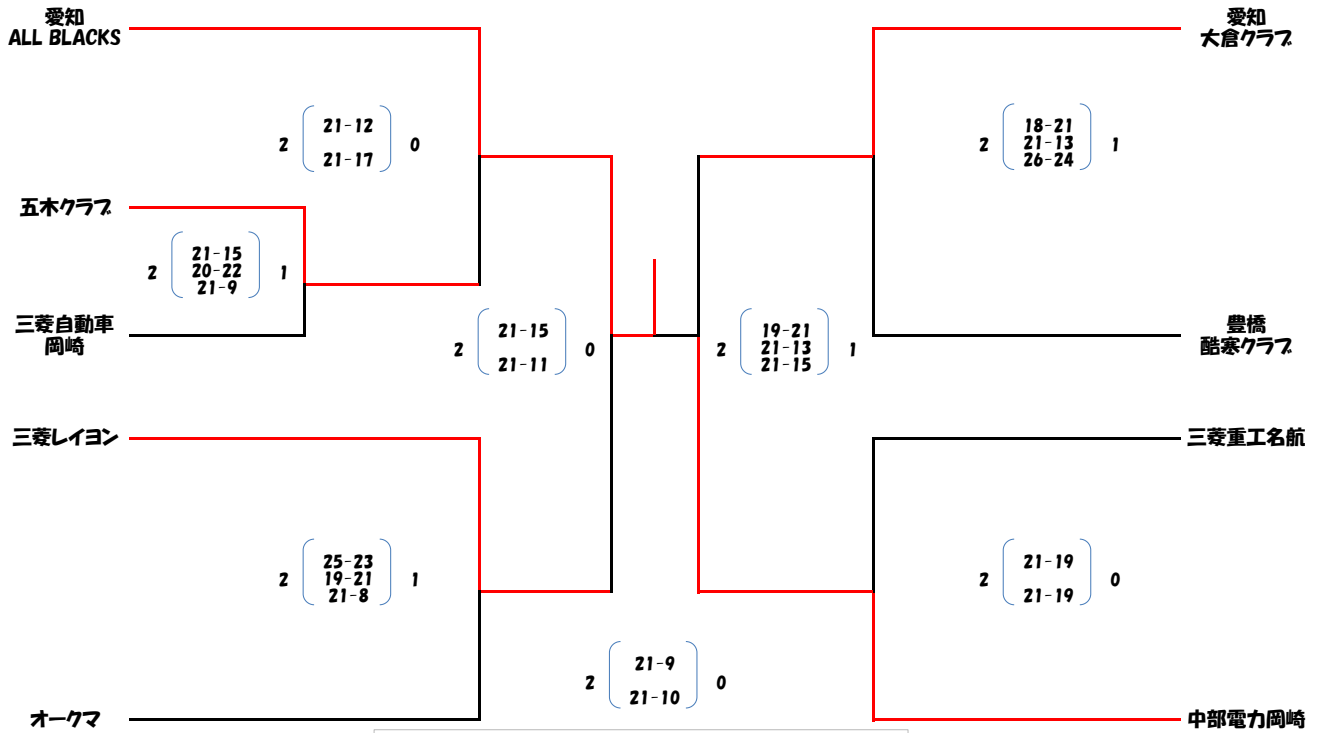 愛知
ALL BLACKS
愛知
大倉クラブ
2
21-12
21-17
0
2
18-21
21-13
26-24
1
五木クラブ
2
21-15
20-22
21-9
1
三菱自動車
岡崎
2
21-15
21-11
0
2
19-21
21-13
21-15
1
豊橋
酷寒クラブ
三菱レイヨン
三菱重工名航
2
25-23
19-21
21-8
1
2
21-19
21-19
0
2
21-9
21-10
0
オークマ
中部電力岡崎